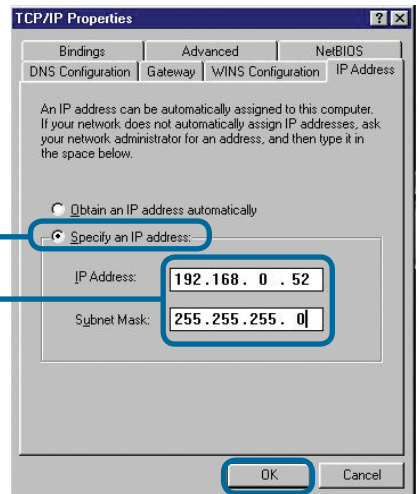 TCP/IP Properties
? X
Bindings Advanced NetBIOS
DNS Configuration Gateway WINS Configuration IP Address
An IP address can be automatically assigned to this computer.
If your network does not automatically assign IP addresses, ask
your network administrator for an address, and then type it in
the space below.
Obtain an IP address automatically
Specify an IP address:
IP Address: 192.168. 0 .52
Subnet Mask: 255.255.255. 0
OK Cancel